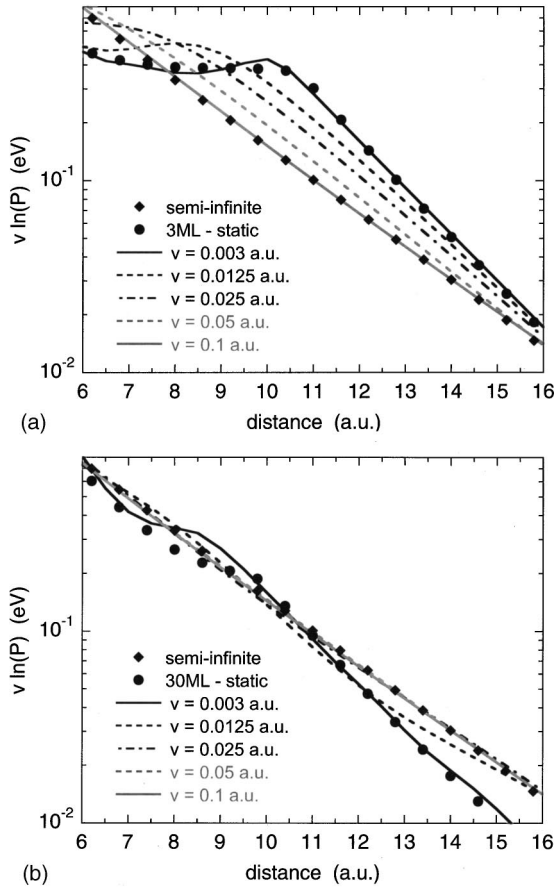 v ln(P) (eV)
10⁻¹
10⁻²
semi-infinite
3ML - static
v = 0.003 a.u.
v = 0.0125 a.u.
v = 0.025 a.u.
v = 0.05 a.u.
v = 0.1 a.u.
6 7 8 9 10 11 12 13 14 15 16
(a)
distance (a.u.)
v ln(P) (eV)
10⁻¹
10⁻²
semi-infinite
30ML - static
v = 0.003 a.u.
v = 0.0125 a.u.
v = 0.025 a.u.
v = 0.05 a.u.
v = 0.1 a.u.
6 7 8 9 10 11 12 13 14 15 16
(b)
distance (a.u.)